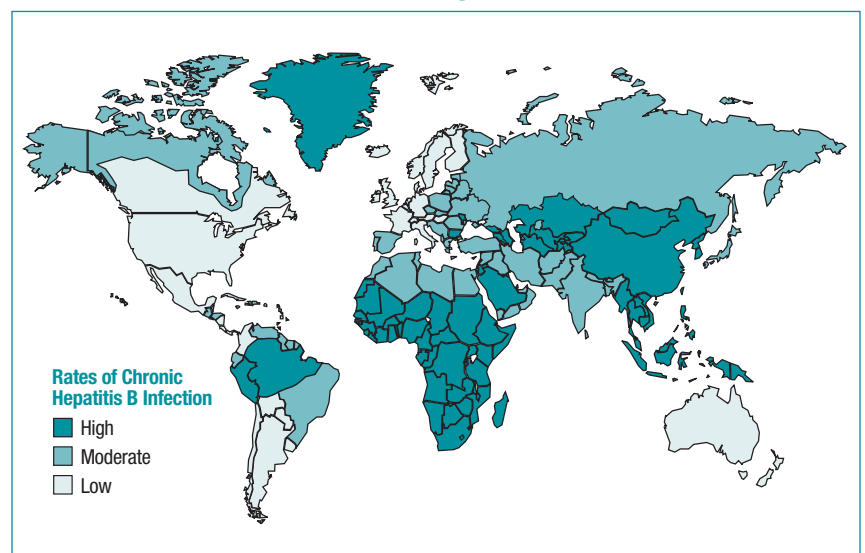 Rates of Chronic
Hepatitis B Infection
High
Moderate
Low